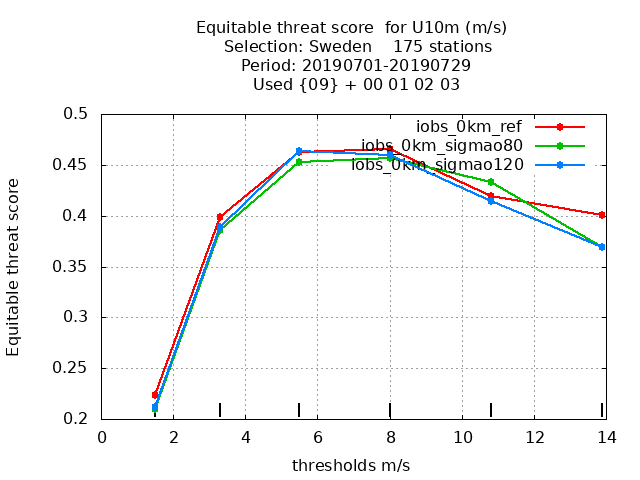 Equitable threat score  for U10m (m/s)
Selection: Sweden    175 stations
Period: 20190701-20190729
Used {09} + 00 01 02 03
iobs_0km_ref
iobs_0km_sigmao80
iobs_0km_sigmao120
Equitable threat score
0.5
0.45
0.4
0.35
0.3
0.25
0.2
0 2 4 6 8 10 12 14
thresholds m/s